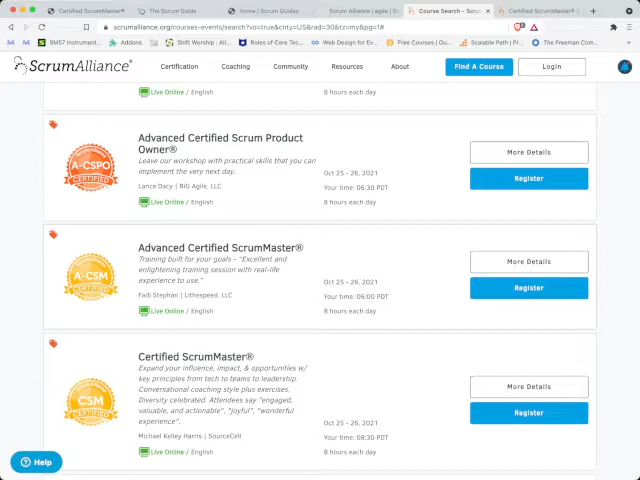 Certified ScrumMaster®
The Scrum Guide
Home | Scrum Guides
Scrum Alliance | agile | S
Course Search - Scrum
Certified ScrumMaster® |
scrumalliance.org/courses-events/search?vo=true&cnty=US&rad=30&tz=my&pg=1#
SM57 Instrument...
Addons
Shift Worship - All...
Roles of Core Tec...
Web Design for Ev...
Free Courses | Qu...
Scalable Path | Pr...
The Freeman Com...
ScrumAlliance®
Certification
Coaching
Community
Resources
About
Find A Course
Login
Live Online / English
8 hours each day
A-CSPO
CERTIFIED
Advanced Certified Scrum Product
Owner®
Leave our workshop with practical skills that you can
implement the very next day.
Lance Dacy | BiG Agile, LLC
Live Online / English
Oct 25 - 26, 2021
Your time: 06:30 PDT
8 hours each day
More Details
Register
A-CSM
CERTIFIED
Advanced Certified ScrumMaster®
Training built for your goals - "Excellent and
enlightening training session with real-life
experience to use."
Fadi Stephan | Lithespeed, LLC
Live Online / English
Oct 25 - 26, 2021
Your time: 06:00 PDT
8 hours each day
More Details
Register
CSM
CERTIFIED
Certified ScrumMaster®
Expand your influence, impact, & opportunities w/
key principles from tech to teams to leadership.
Conversational coaching style plus exercises,
Diversity celebrated. Attendees say "engaged,
valuable, and actionable", "joyful", "wonderful
experience".
Michael Kelley Harris | SourceCell
Live Online / English
Oct 25 - 26, 2021
Your time: 08:30 PDT
8 hours each day
More Details
Register
Help